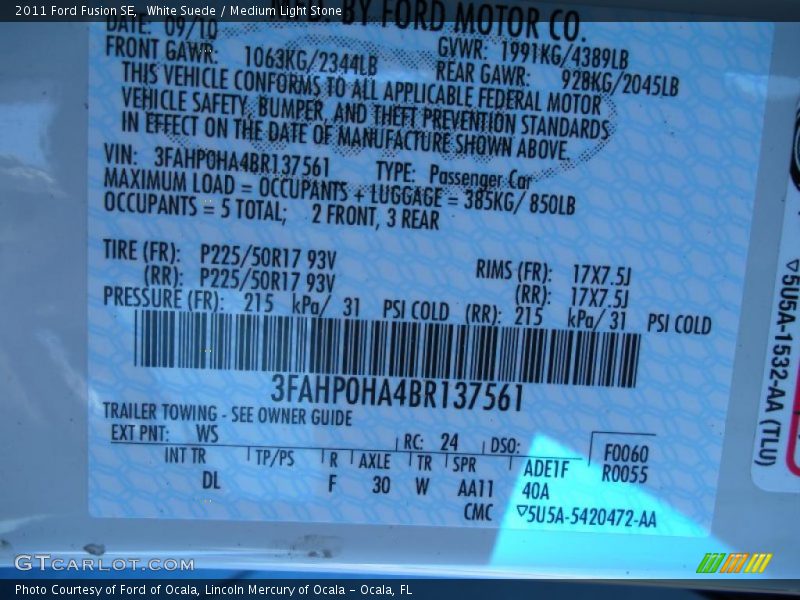 2011 Ford Fusion SE, White Suede / Medium Light Stone
BY FORD MOTOR CO.
DATE: 09/10
GVWR: 1991KG/4389LB
FRONT GAWR: 1063KG/2344LB
REAR GAWR: 928KG/2045LB
THIS VEHICLE CONFORMS TO ALL APPLICABLE FEDERAL MOTOR
VEHICLE SAFETY, BUMPER, AND THEFT PREVENTION STANDARDS
IN EFFECT ON THE DATE OF MANUFACTURE SHOWN ABOVE.
VIN: 3FAHP0HA4BR137561 TYPE: Passenger Car
MAXIMUM LOAD = OCCUPANTS + LUGGAGE = 385KG/ 850LB
OCCUPANTS = 5 TOTAL; 2 FRONT, 3 REAR
TIRE (FR): P225/50R17 93V RIMS (FR): 17X7.5J
(RR): P225/50R17 93V (RR): 17X7.5J
PRESSURE (FR): 215 kPa/ 31 PSI COLD (RR): 215 kPa/ 31 PSI COLD
3FAHP0HA4BR137561
TRAILER TOWING - SEE OWNER GUIDE
EXT PNT: WS RC: 24 DSO: F0060
INT TR TP/PS R AXLE TR SPR ADE1F R0055
DL F 30 W AA11 40A
CMC ▽5U5A-5420472-AA
▽5U5A-1532-AA (TLU)
GTCARLOT.COM
Photo Courtesy of Ford of Ocala, Lincoln Mercury of Ocala – Ocala, FL